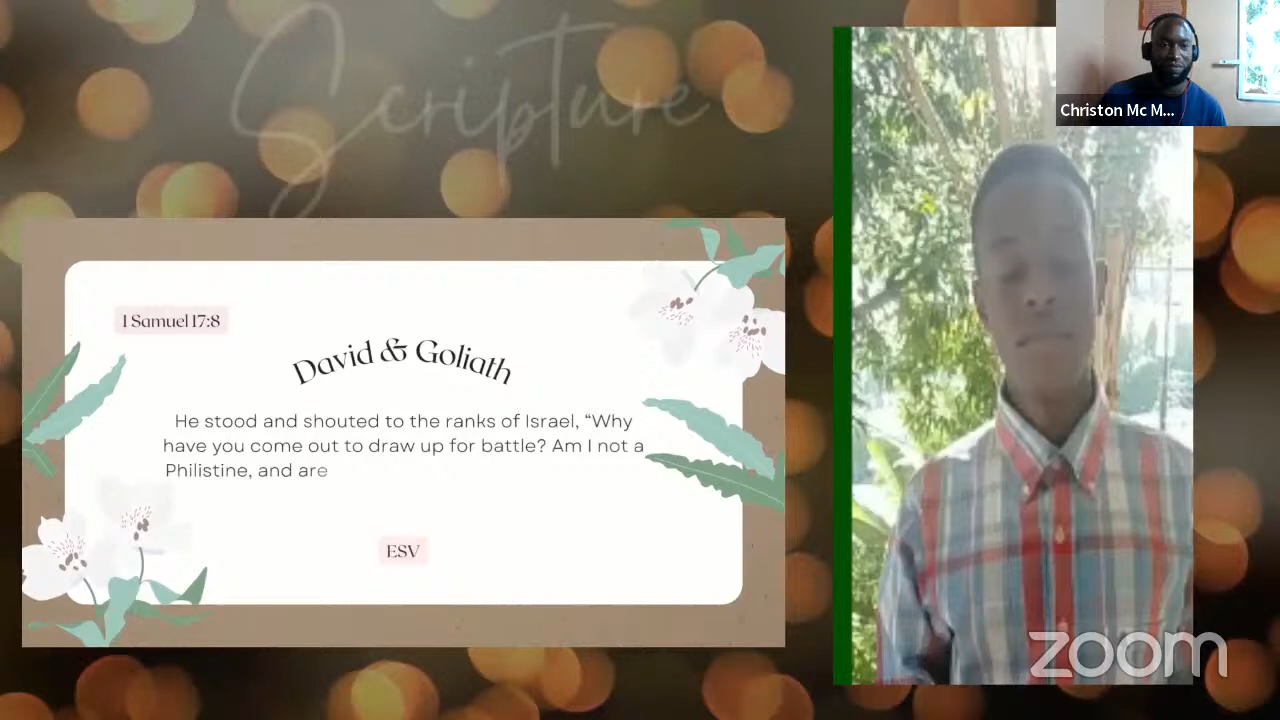 Scripture
Christon Mc M...
1 Samuel 17:8
David & Goliath
He stood and shouted to the ranks of Israel, “Why
have you come out to draw up for battle? Am I not a
Philistine, and are
ESV
zoom